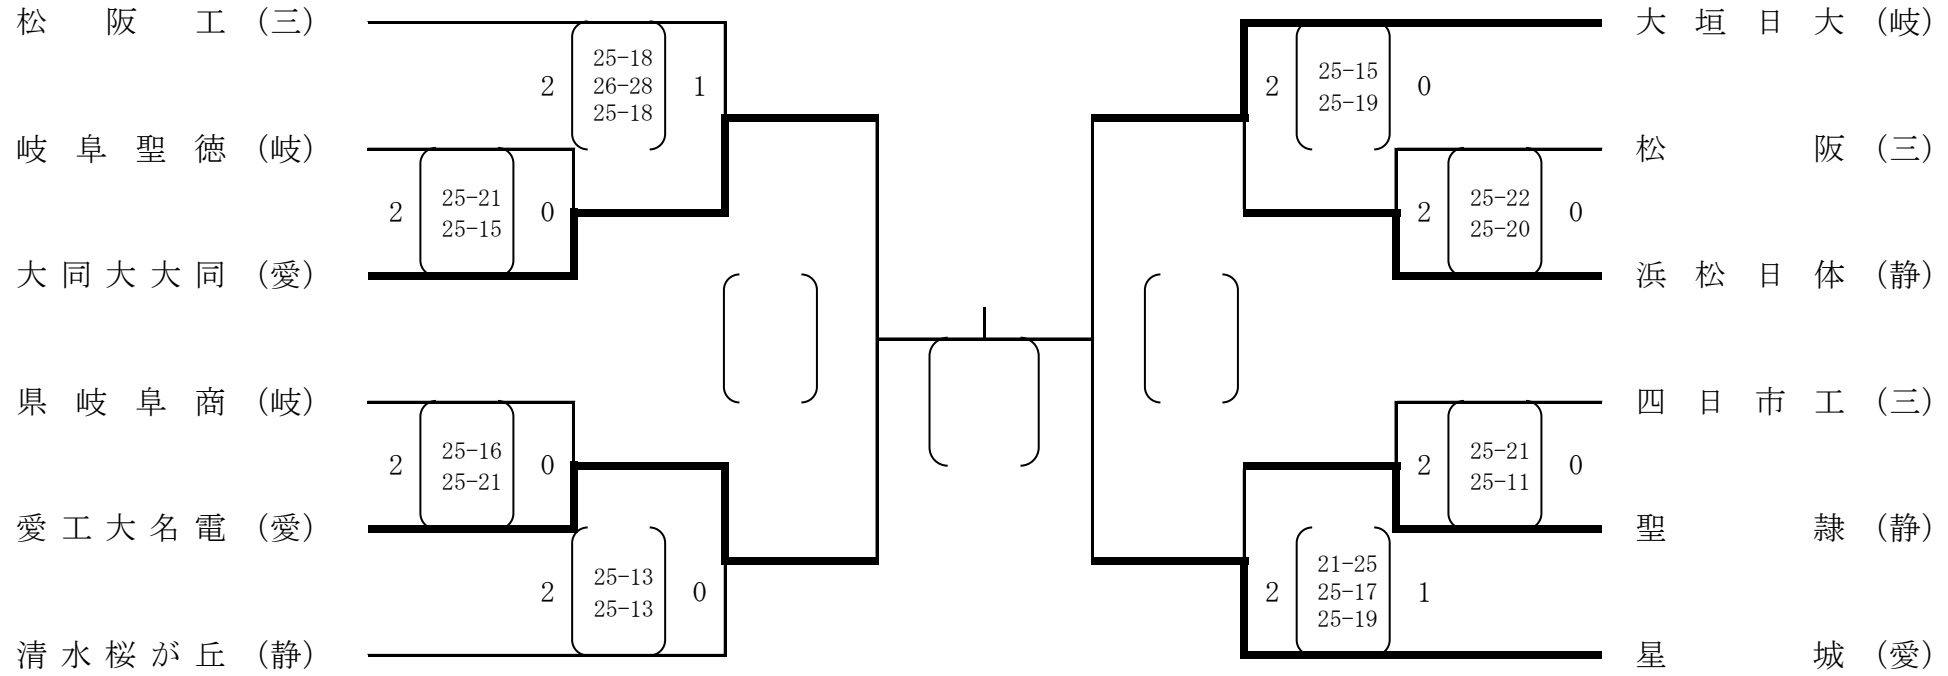 松阪工(三)
25-18
2 26-28 1
25-18
岐阜聖徳(岐)
25-21
2 0
25-15
大同大大同(愛)
県岐阜商(岐)
25-16
2 0
25-21
愛工大名電(愛)
25-13
2 0
25-13
清水桜が丘(静)
大垣日大(岐)
25-15
2 0
25-19
松阪(三)
25-22
2 0
25-20
浜松日体(静)
四日市工(三)
25-21
2 0
25-11
聖隷(静)
21-25
2 25-17 1
25-19
星城(愛)